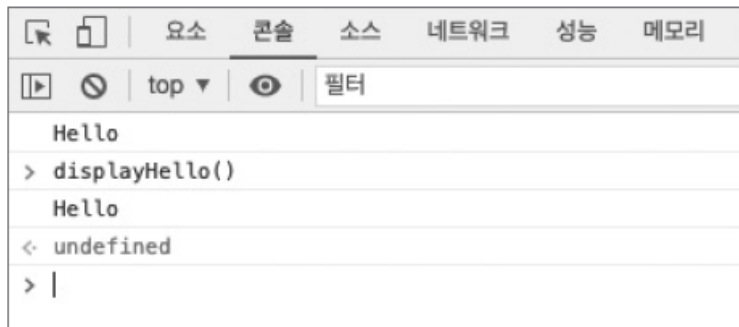 요소 콘솔 소스 네트워크 성능 메모리
top ▼ 필터
Hello
> displayHello()
Hello
<· undefined
>